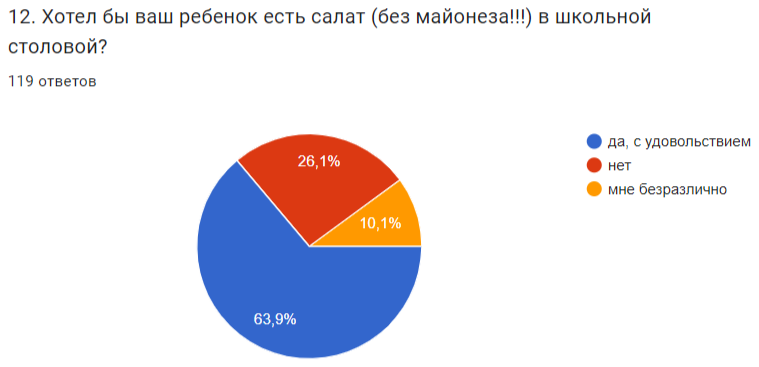 12. Хотел бы ваш ребенок есть салат (без майонеза!!!) в школьной
столовой?
119 ответов
да, с удовольствием
нет
мне безразлично
26,1%
10,1%
63,9%